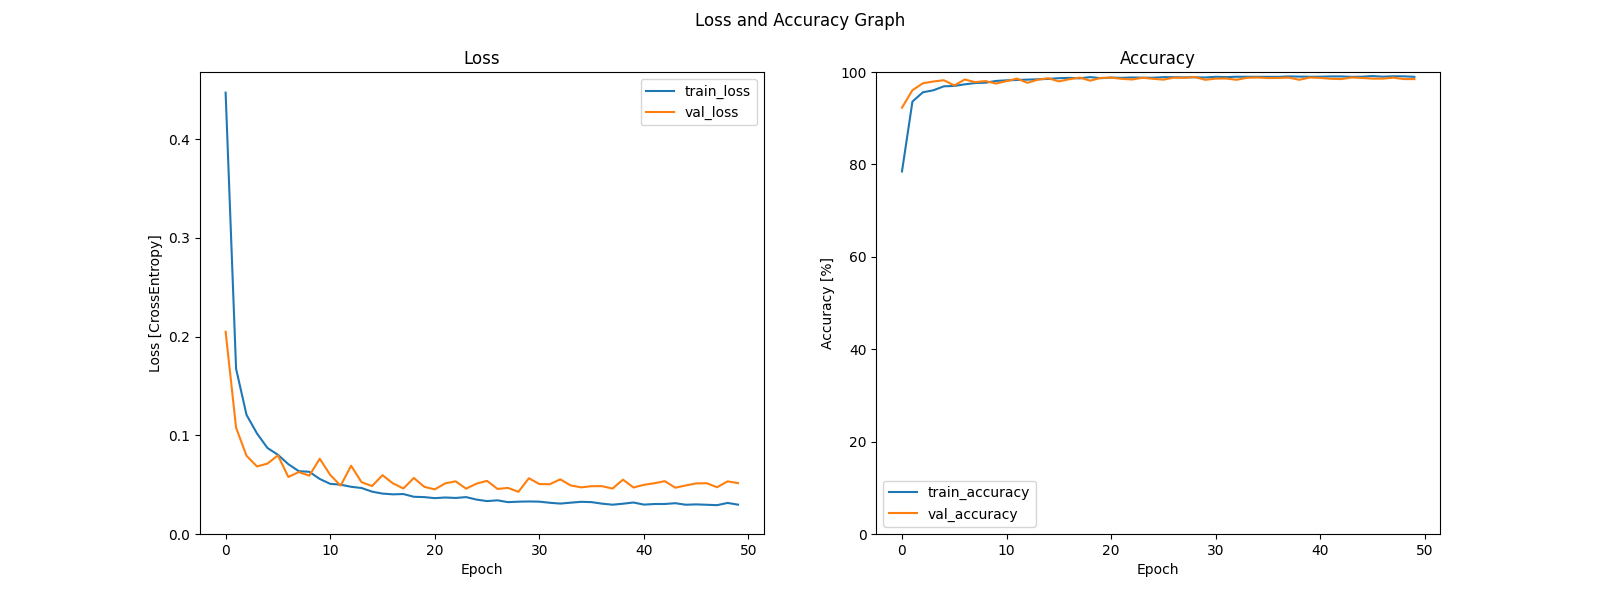 Loss and Accuracy Graph
Loss
Loss [CrossEntropy]
0.4
0.3
0.2
0.1
0.0
train_loss
val_loss
0 10 20 30 40 50
Epoch
Accuracy
Accuracy [%]
100
80
60
40
20
0
train_accuracy
val_accuracy
0 10 20 30 40 50
Epoch